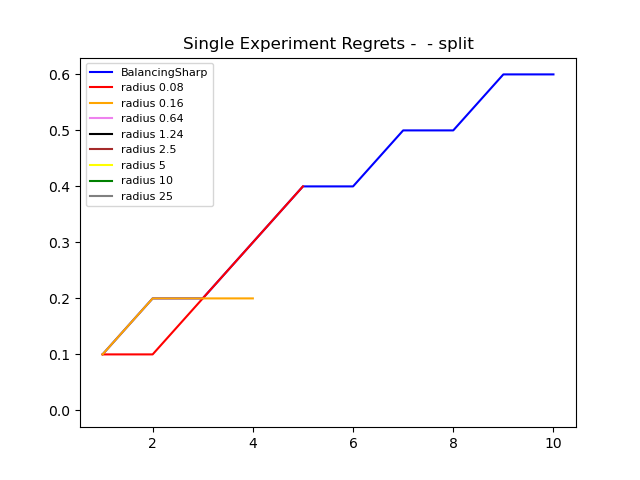 Single Experiment Regrets -  - split
BalancingSharp
radius 0.08
radius 0.16
radius 0.64
radius 1.24
radius 2.5
radius 5
radius 10
radius 25
0.6
0.5
0.4
0.3
0.2
0.1
0.0
2 4 6 8 10